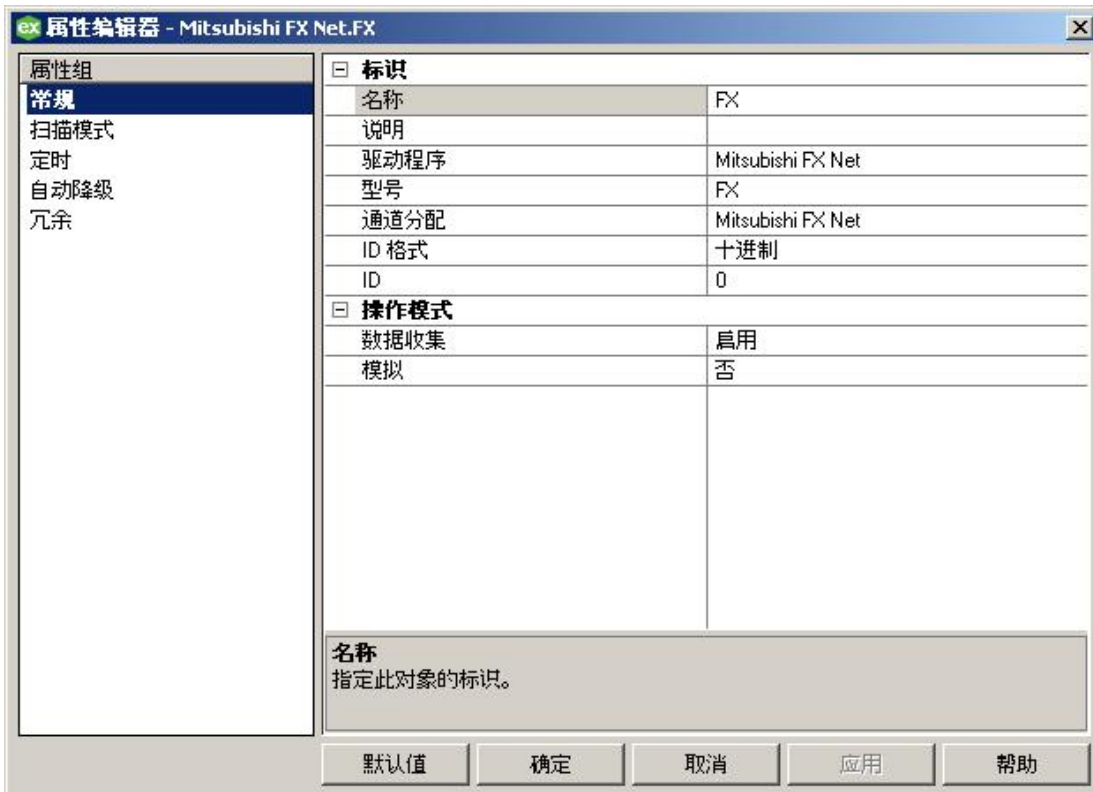 ex 属性编辑器 - Mitsubishi FX Net.FX
属性组
常规
扫描模式
定时
自动降级
冗余
标识
名称 FX
说明
驱动程序 Mitsubishi FX Net
型号 FX
通道分配 Mitsubishi FX Net
ID 格式 十进制
ID 0
操作模式
数据收集 启用
模拟 否
名称
指定此对象的标识。
默认值 确定 取消 应用 帮助